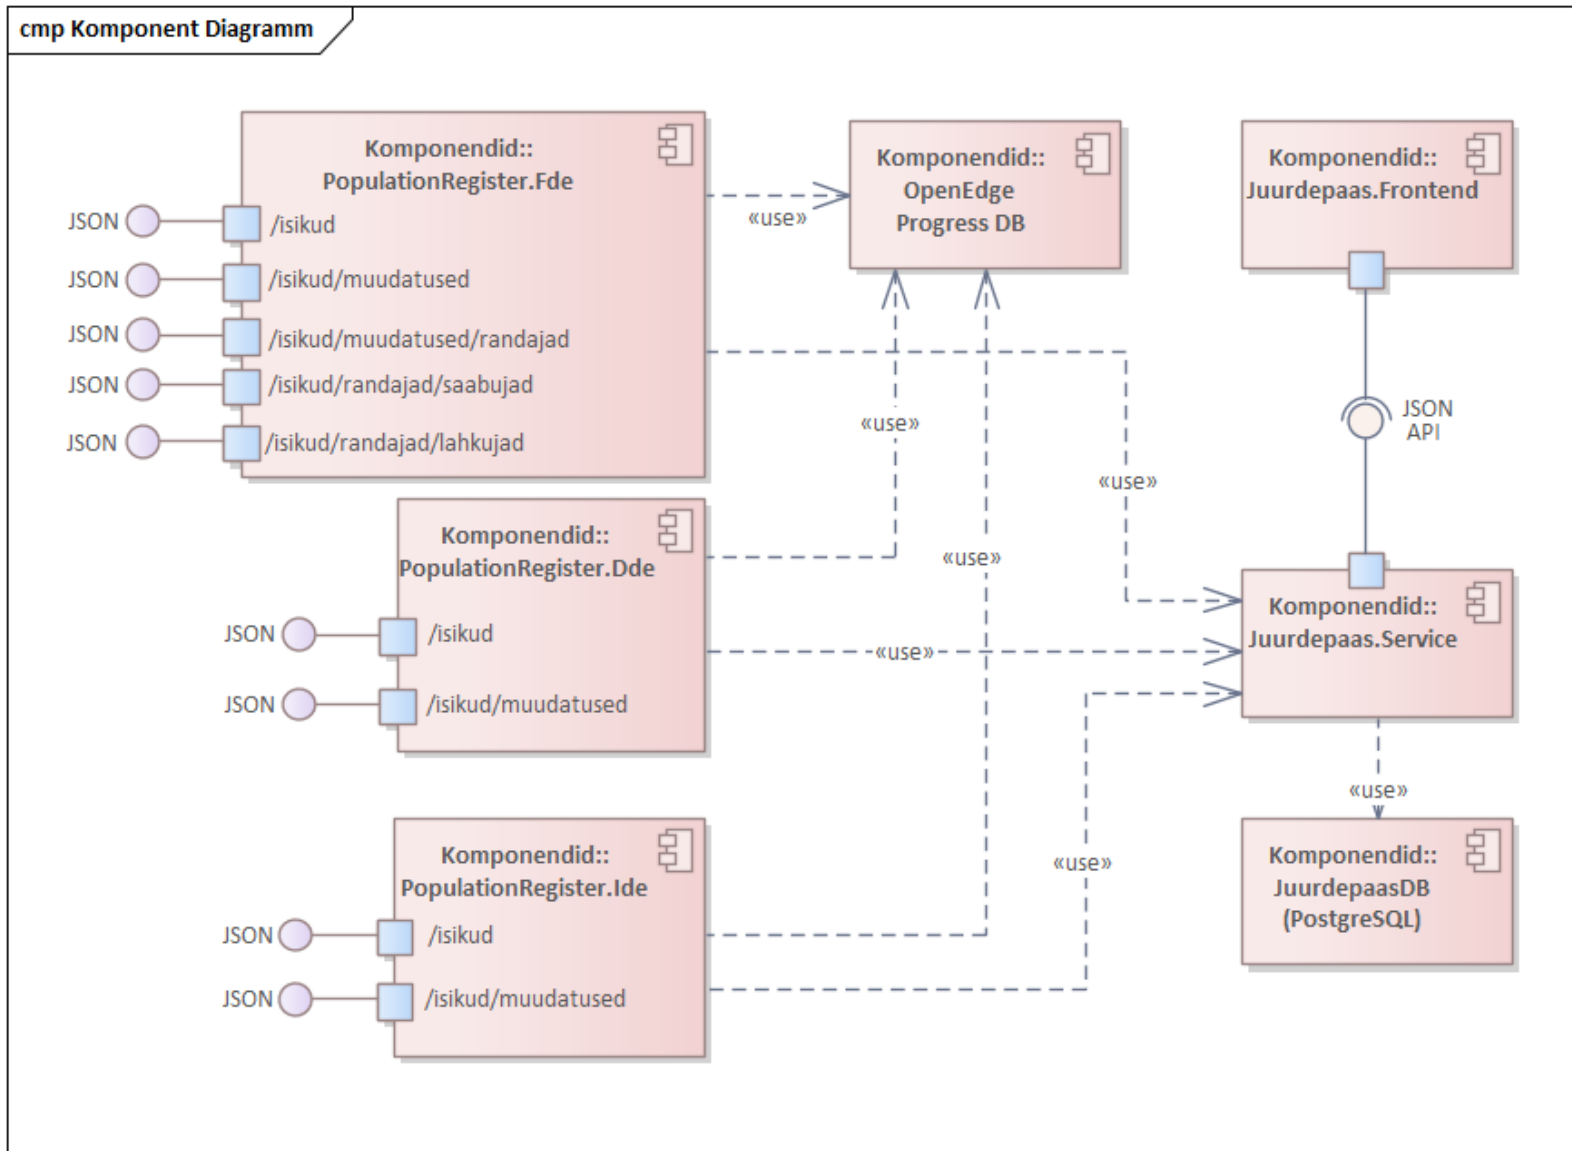 cmp Komponent Diagramm
Komponendid::
PopulationRegister.Fde
JSON
/isikud
JSON
/isikud/muudatused
JSON
/isikud/muudatused/randajad
JSON
/isikud/randajad/saabujad
JSON
/isikud/randajad/lahkujad
«use»
Komponendid::
OpenEdge
Progress DB
Komponendid::
Juurdepaas.Frontend
JSON
API
«use»
«use»
«use»
Komponendid::
PopulationRegister.Dde
JSON
/isikud
JSON
/isikud/muudatused
«use»
Komponendid::
Juurdepaas.Service
«use»
«use»
Komponendid::
PopulationRegister.Ide
JSON
/isikud
JSON
/isikud/muudatused
Komponendid::
JuurdepaasDB
(PostgreSQL)